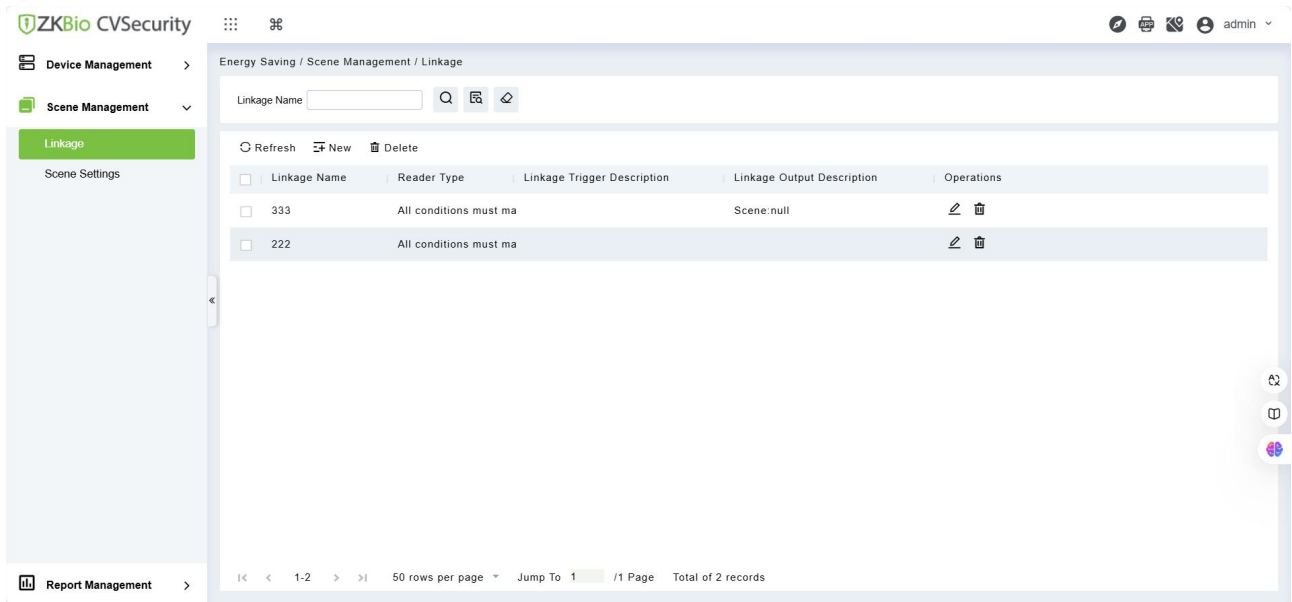 ZKBio CVSecurity
admin
Device Management
Scene Management
Linkage
Scene Settings
Report Management
Energy Saving / Scene Management / Linkage
Linkage Name
Refresh New Delete
Linkage Name Reader Type Linkage Trigger Description Linkage Output Description Operations
333 All conditions must ma Scene:null
222 All conditions must ma
1-2 50 rows per page Jump To 1 /1 Page Total of 2 records